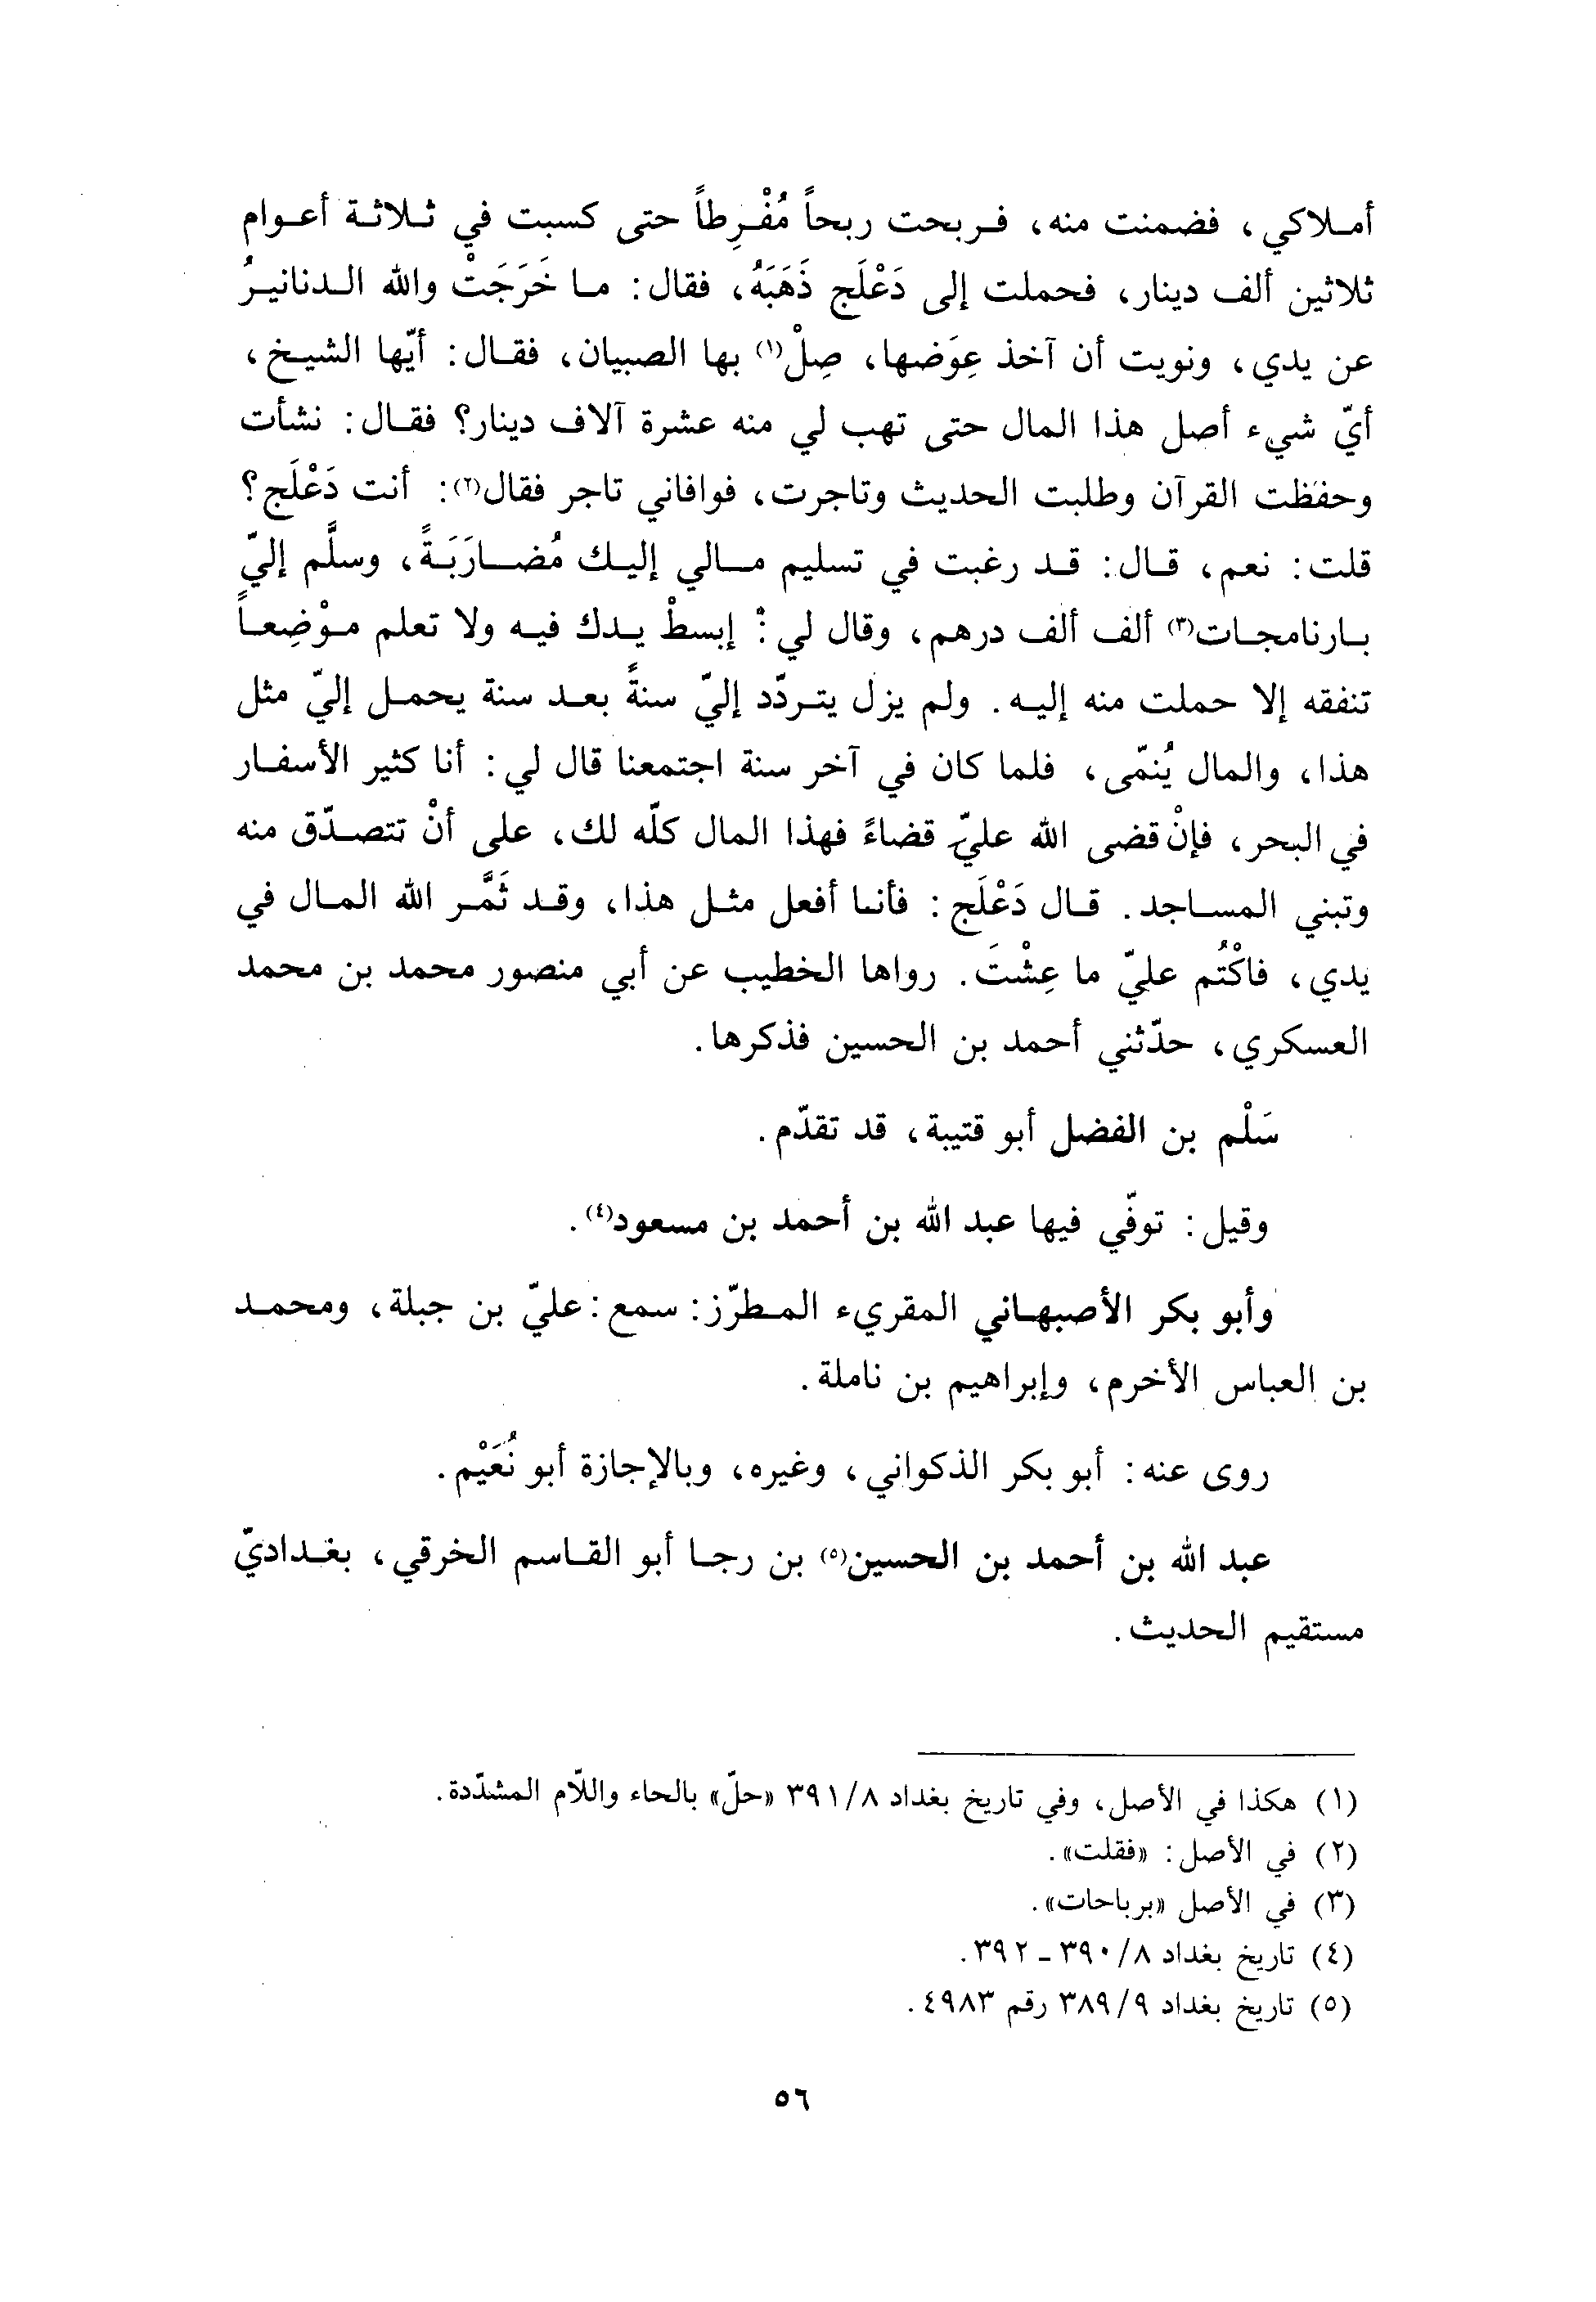 أملاكي، فضمنت منه، فربحت ربحاً مُفْرِطاً حتى كسبت في ثلاثة أعوام
ثلاثين ألف دينار، فحملت إلى دَعْلَج ذَهَبَهُ، فقال: ما خَرَجَتْ والله الدنانيرُ
عن يدي، ونويت أن آخذ عِوَضها، صِلْ(١) بها الصبيان، فقال: أيّها الشيخ،
أيّ شيء أصل هذا المال حتى تهب لي منه عشرة آلاف دينار؟ فقال: نشأت
وحفظت القرآن وطلبت الحديث وتاجرت، فوافاني تاجر فقال(٢): أنت دَعْلَج؟
قلت: نعم، قال: قد رغبت في تسليم مالي إليك مُضارَبَةً، وسلَّم إليّ
بارنامجات(٣) ألف ألف درهم، وقال لي: إبسطْ يدك فيه ولا تعلم موْضِعاً
تنفقه إلا حملت منه إليه. ولم يزل يتردّد إليّ سنةً بعد سنة يحمل إليّ مثل
هذا، والمال يُنمّى، فلما كان في آخر سنة اجتمعنا قال لي: أنا كثير الأسفار
في البحر، فإنْ قضى الله عليّ قضاءً فهذا المال كلّه لك، على أنْ تتصدّق منه
وتبني المساجد. قال دَعْلَج: فأنا أفعل مثل هذا، وقد ثَمَّر الله المال في
يدي، فاكْتُم عليّ ما عِشْتَ. رواها الخطيب عن أبي منصور محمد بن محمد
العسكري، حدّثني أحمد بن الحسين فذكرها.
سَلْم بن الفضل أبو قتيبة، قد تقدّم.
وقيل: توفّي فيها عبد الله بن أحمد بن مسعود(٤).
وأبو بكر الأصبهاني المقريء المطرّز: سمع: عليّ بن جبلة، ومحمد
بن العباس الأخرم، وإبراهيم بن ناملة.
روى عنه: أبو بكر الذكواني، وغيره، وبالإجازة أبو نُعَيْم.
عبد الله بن أحمد بن الحسين(٥) بن رجا أبو القاسم الخرقي، بغداديّ
مستقيم الحديث.
(١) هكذا في الأصل، وفي تاريخ بغداد ٣٩١/٨ «حلّ» بالحاء واللّام المشدّدة.
(٢) في الأصل: «فقلت».
(٣) في الأصل «برباحات».
(٤) تاريخ بغداد ٣٩٠/٨ ـ ٣٩٢.
(٥) تاريخ بغداد ٣٨٩/٩ رقم ٤٩٨٣.
٥٦